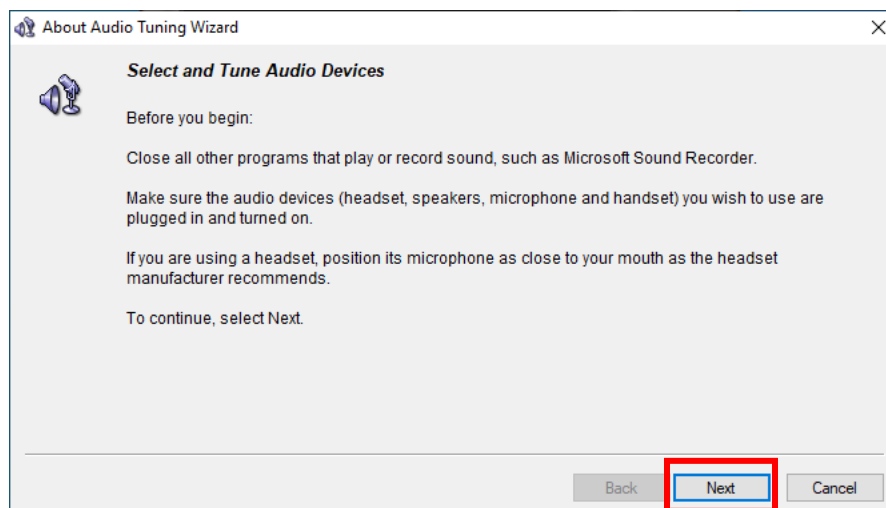 About Audio Tuning Wizard
Select and Tune Audio Devices
Before you begin:
Close all other programs that play or record sound, such as Microsoft Sound Recorder.
Make sure the audio devices (headset, speakers, microphone and handset) you wish to use are
plugged in and turned on.
If you are using a headset, position its microphone as close to your mouth as the headset
manufacturer recommends.
To continue, select Next.
Back Next Cancel